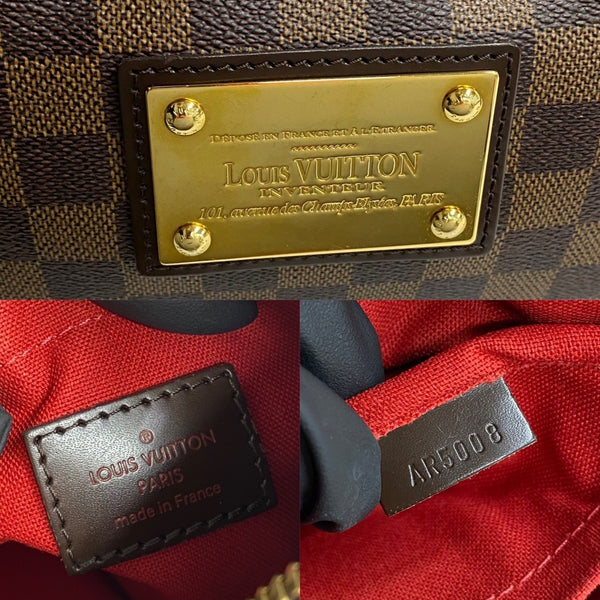 DÉPOSÉ EN FRANCE ET À L'ÉTRANGER
LOUIS VUITTON
INVENTEUR
101, avenue des Champs Elysées, PARIS
®
LOUIS VUITTON
PARIS
made in France
AR5008